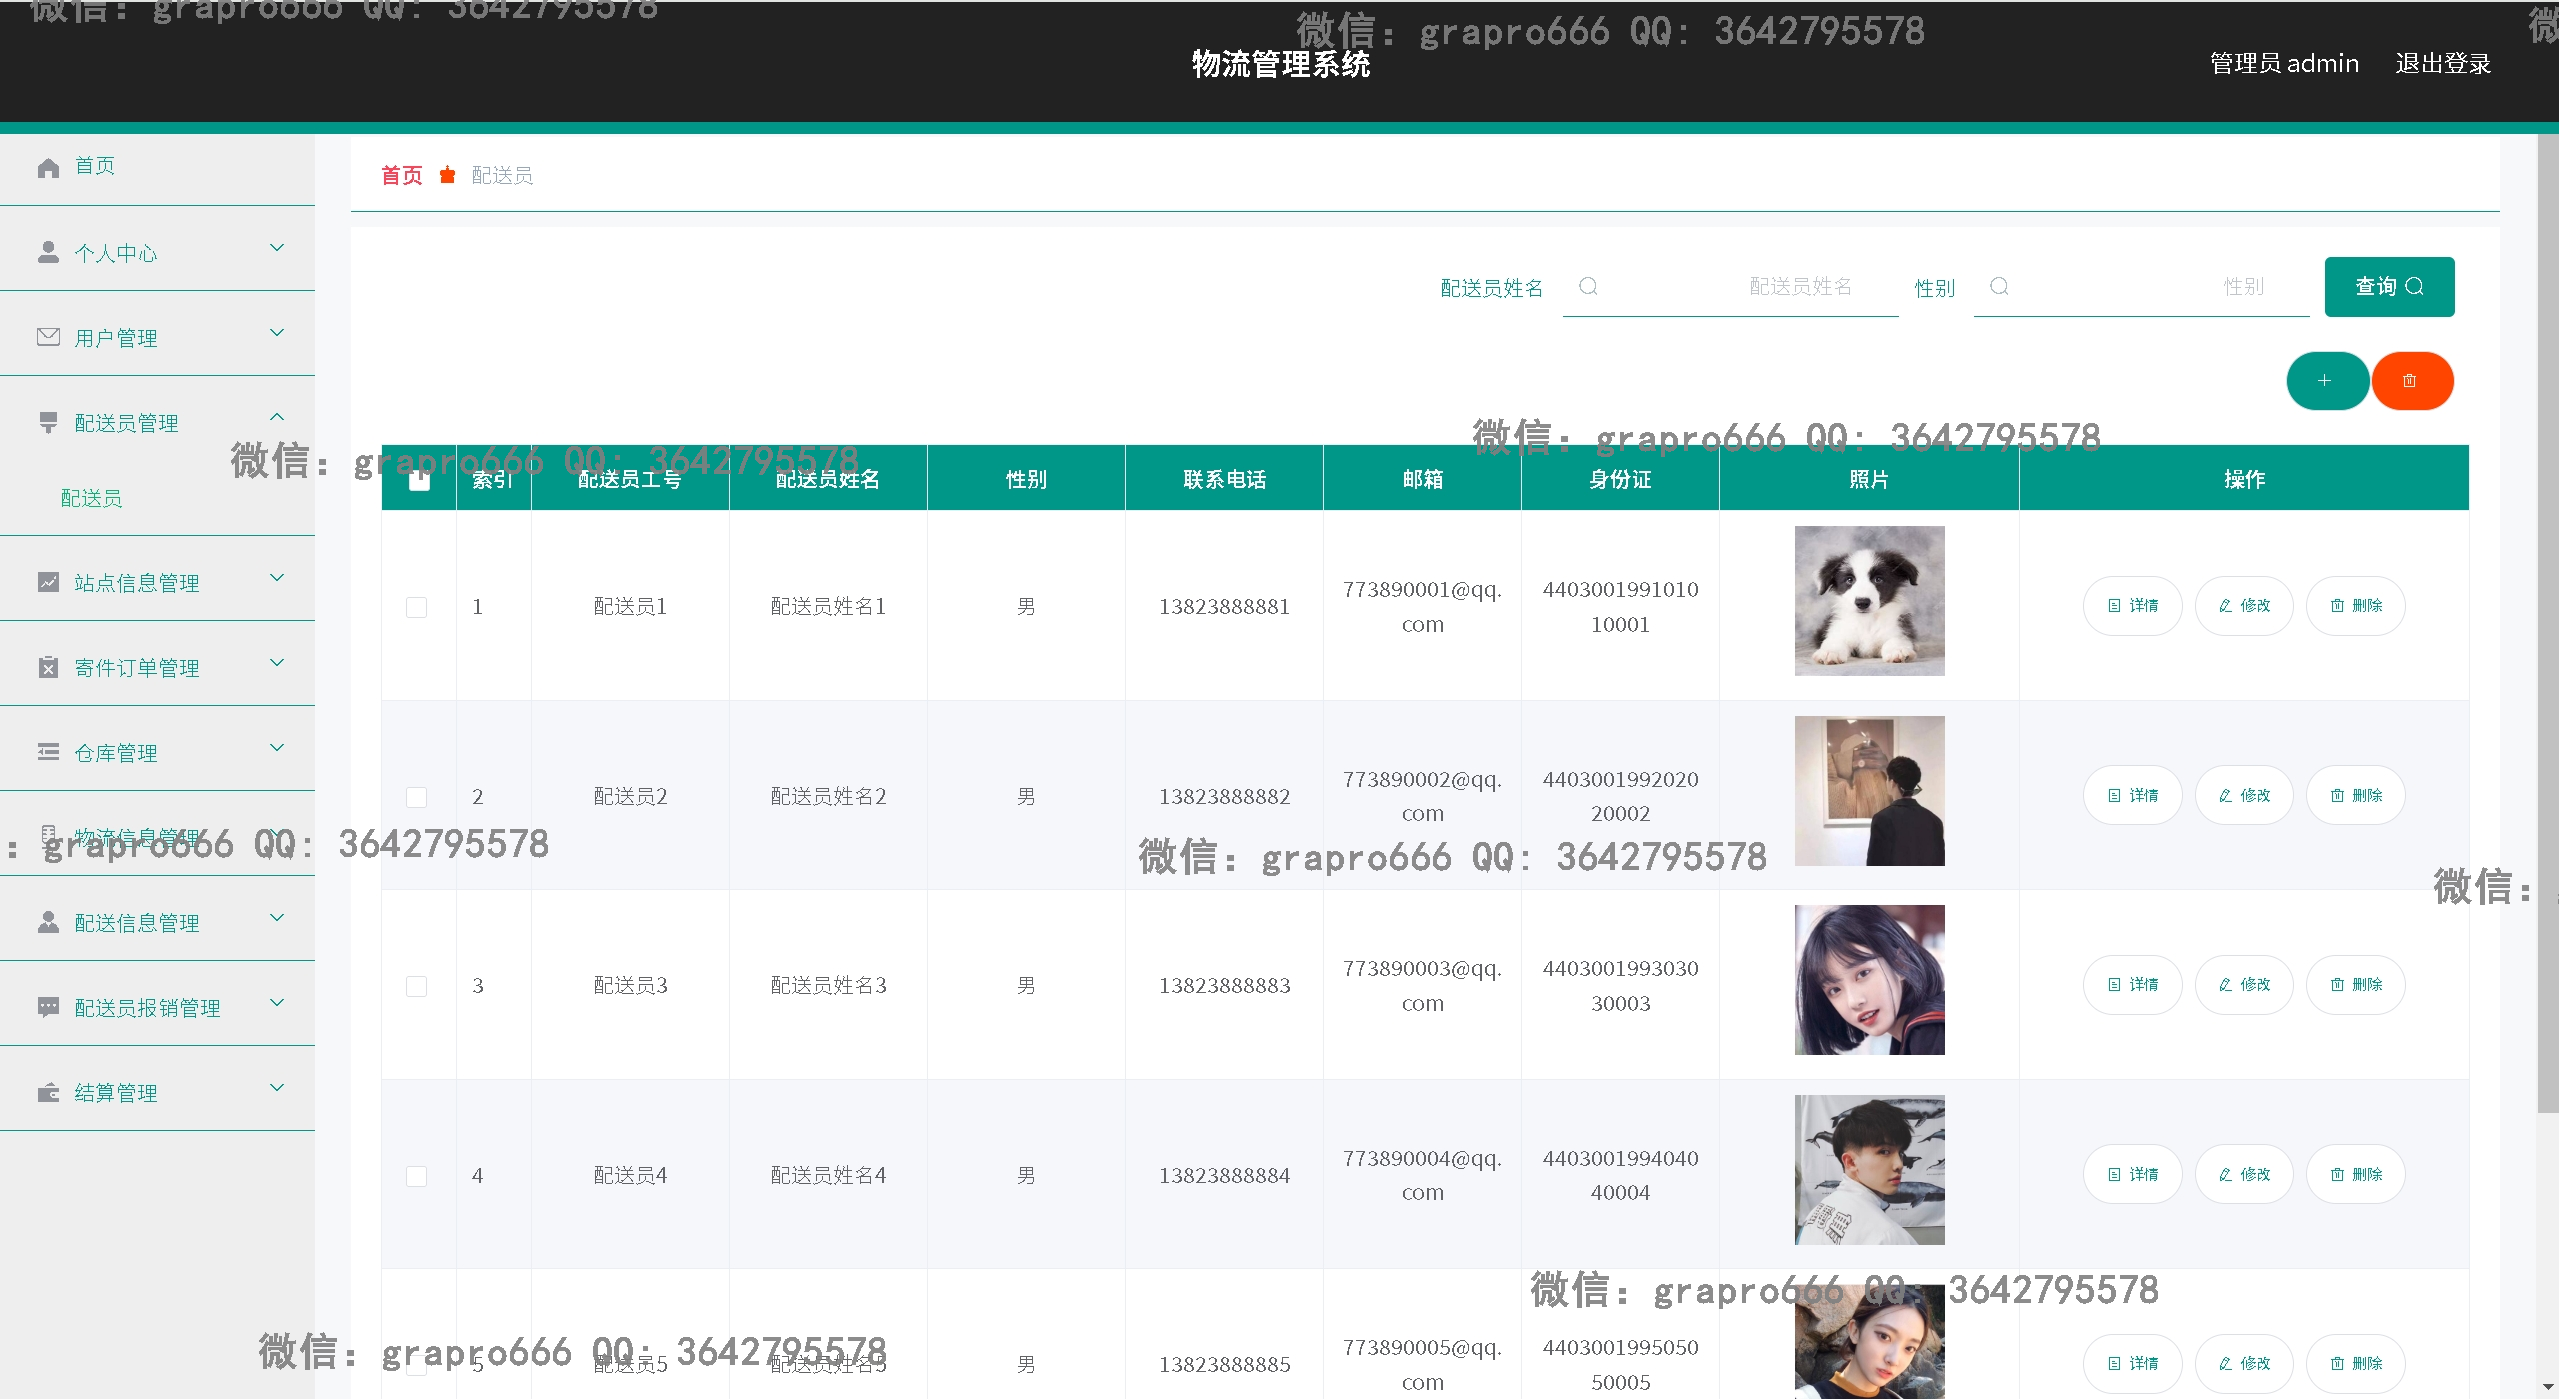 微信: grapro666 QQ: 3642795578
微信: grapro666 QQ: 3642795578
微
物流管理系统
管理员 admin 退出登录
首页
个人中心
用户管理
配送员管理
配送员
站点信息管理
寄件订单管理
仓库管理
物流信息管理
配送信息管理
配送员报销管理
结算管理
首页 配送员
配送员姓名 配送员姓名 性别 性别 查询
微信: grapro666 QQ: 3642795578
微信: grapro666 QQ: 3642795578
索引 配送员工号 配送员姓名 性别 联系电话 邮箱 身份证 照片 操作
1 配送员1 配送员姓名1 男 13823888881 773890001@qq.com 440300199101010001 详情 修改 删除
2 配送员2 配送员姓名2 男 13823888882 773890002@qq.com 440300199202020002 详情 修改 删除
: grapro666 QQ: 3642795578
微信: grapro666 QQ: 3642795578
微信:
3 配送员3 配送员姓名3 男 13823888883 773890003@qq.com 440300199303030003 详情 修改 删除
4 配送员4 配送员姓名4 男 13823888884 773890004@qq.com 440300199404040004 详情 修改 删除
微信: grapro666 QQ: 3642795578
微信: grapro666 QQ: 3642795578
5 配送员5 配送员姓名5 男 13823888885 773890005@qq.com 440300199505050005 详情 修改 删除